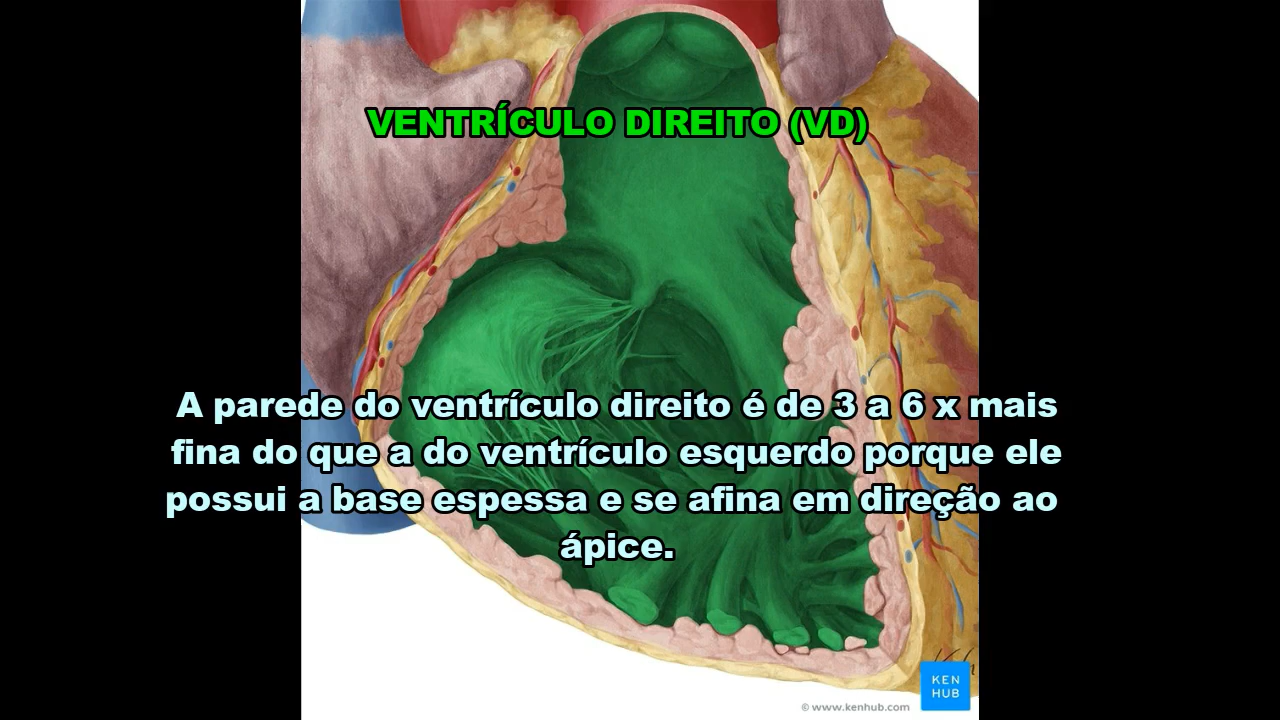 VENTRÍCULO DIREITO (VD)
A parede do ventrículo direito é de 3 a 6 x mais
fina do que a do ventrículo esquerdo porque ele
possui a base espessa e se afina em direção ao
ápice.
KEN
HUB
© www.kenhub.com